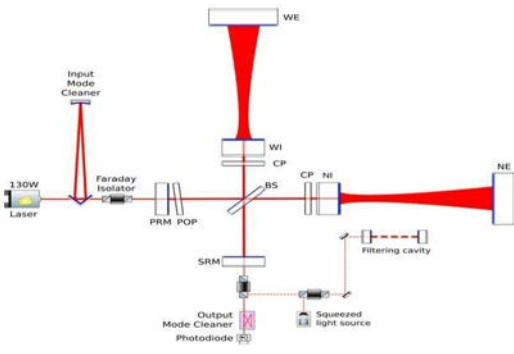 WE
Input
Mode
Cleaner
WI
CP
Faraday
Isolator
130W
Laser
PRM POP
BS
CP NI
NE
SRM
Filtering cavity
Output
Mode Cleaner
Squeezed
light source
Photodiode